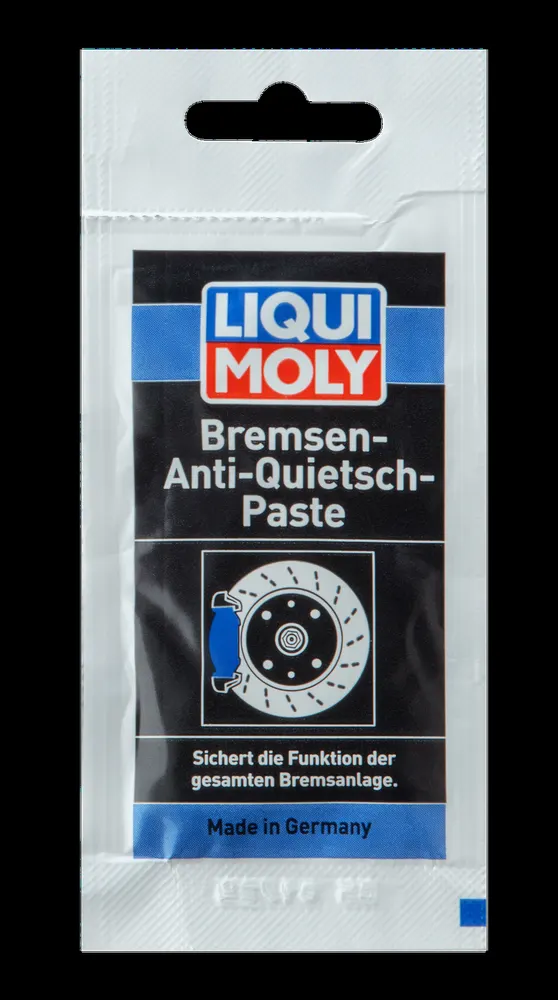 LIQUI
MOLY
Bremsen-
Anti-Quietsch-
Paste
Sichert die Funktion der
gesamten Bremsanlage.
Made in Germany